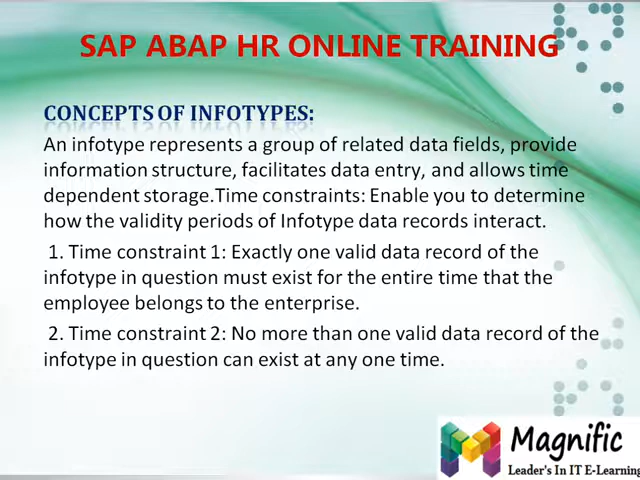 SAP ABAP HR ONLINE TRAINING
CONCEPTS OF INFOTYPES:
An infotype represents a group of related data fields, provide
information structure, facilitates data entry, and allows time
dependent storage.Time constraints: Enable you to determine
how the validity periods of Infotype data records interact.
1. Time constraint 1: Exactly one valid data record of the
infotype in question must exist for the entire time that the
employee belongs to the enterprise.
2. Time constraint 2: No more than one valid data record of the
infotype in question can exist at any one time.
Magnific
Leader's In IT E-Learning